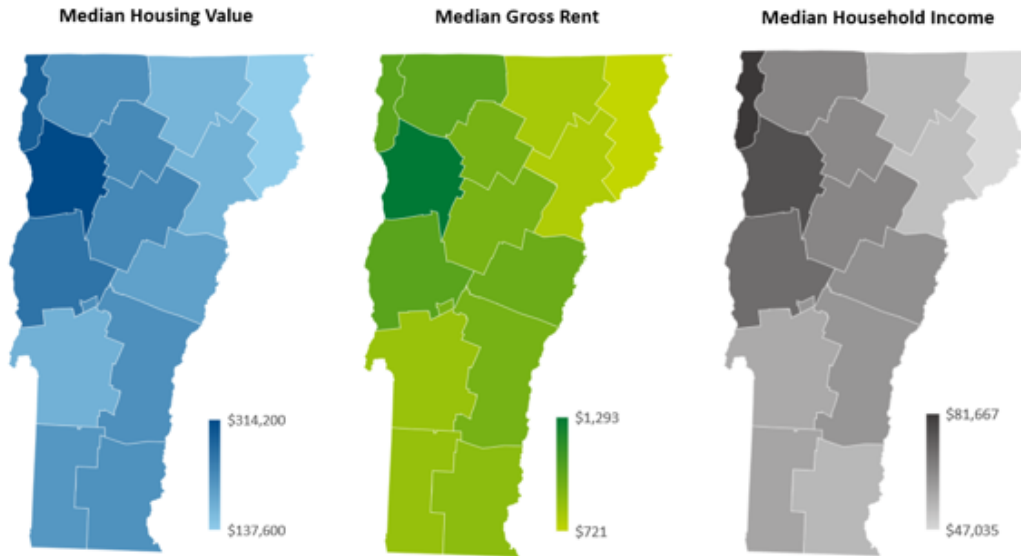 Median Housing Value
$314,200
$137,600
Median Gross Rent
$1,293
$721
Median Household Income
$81,667
$47,035